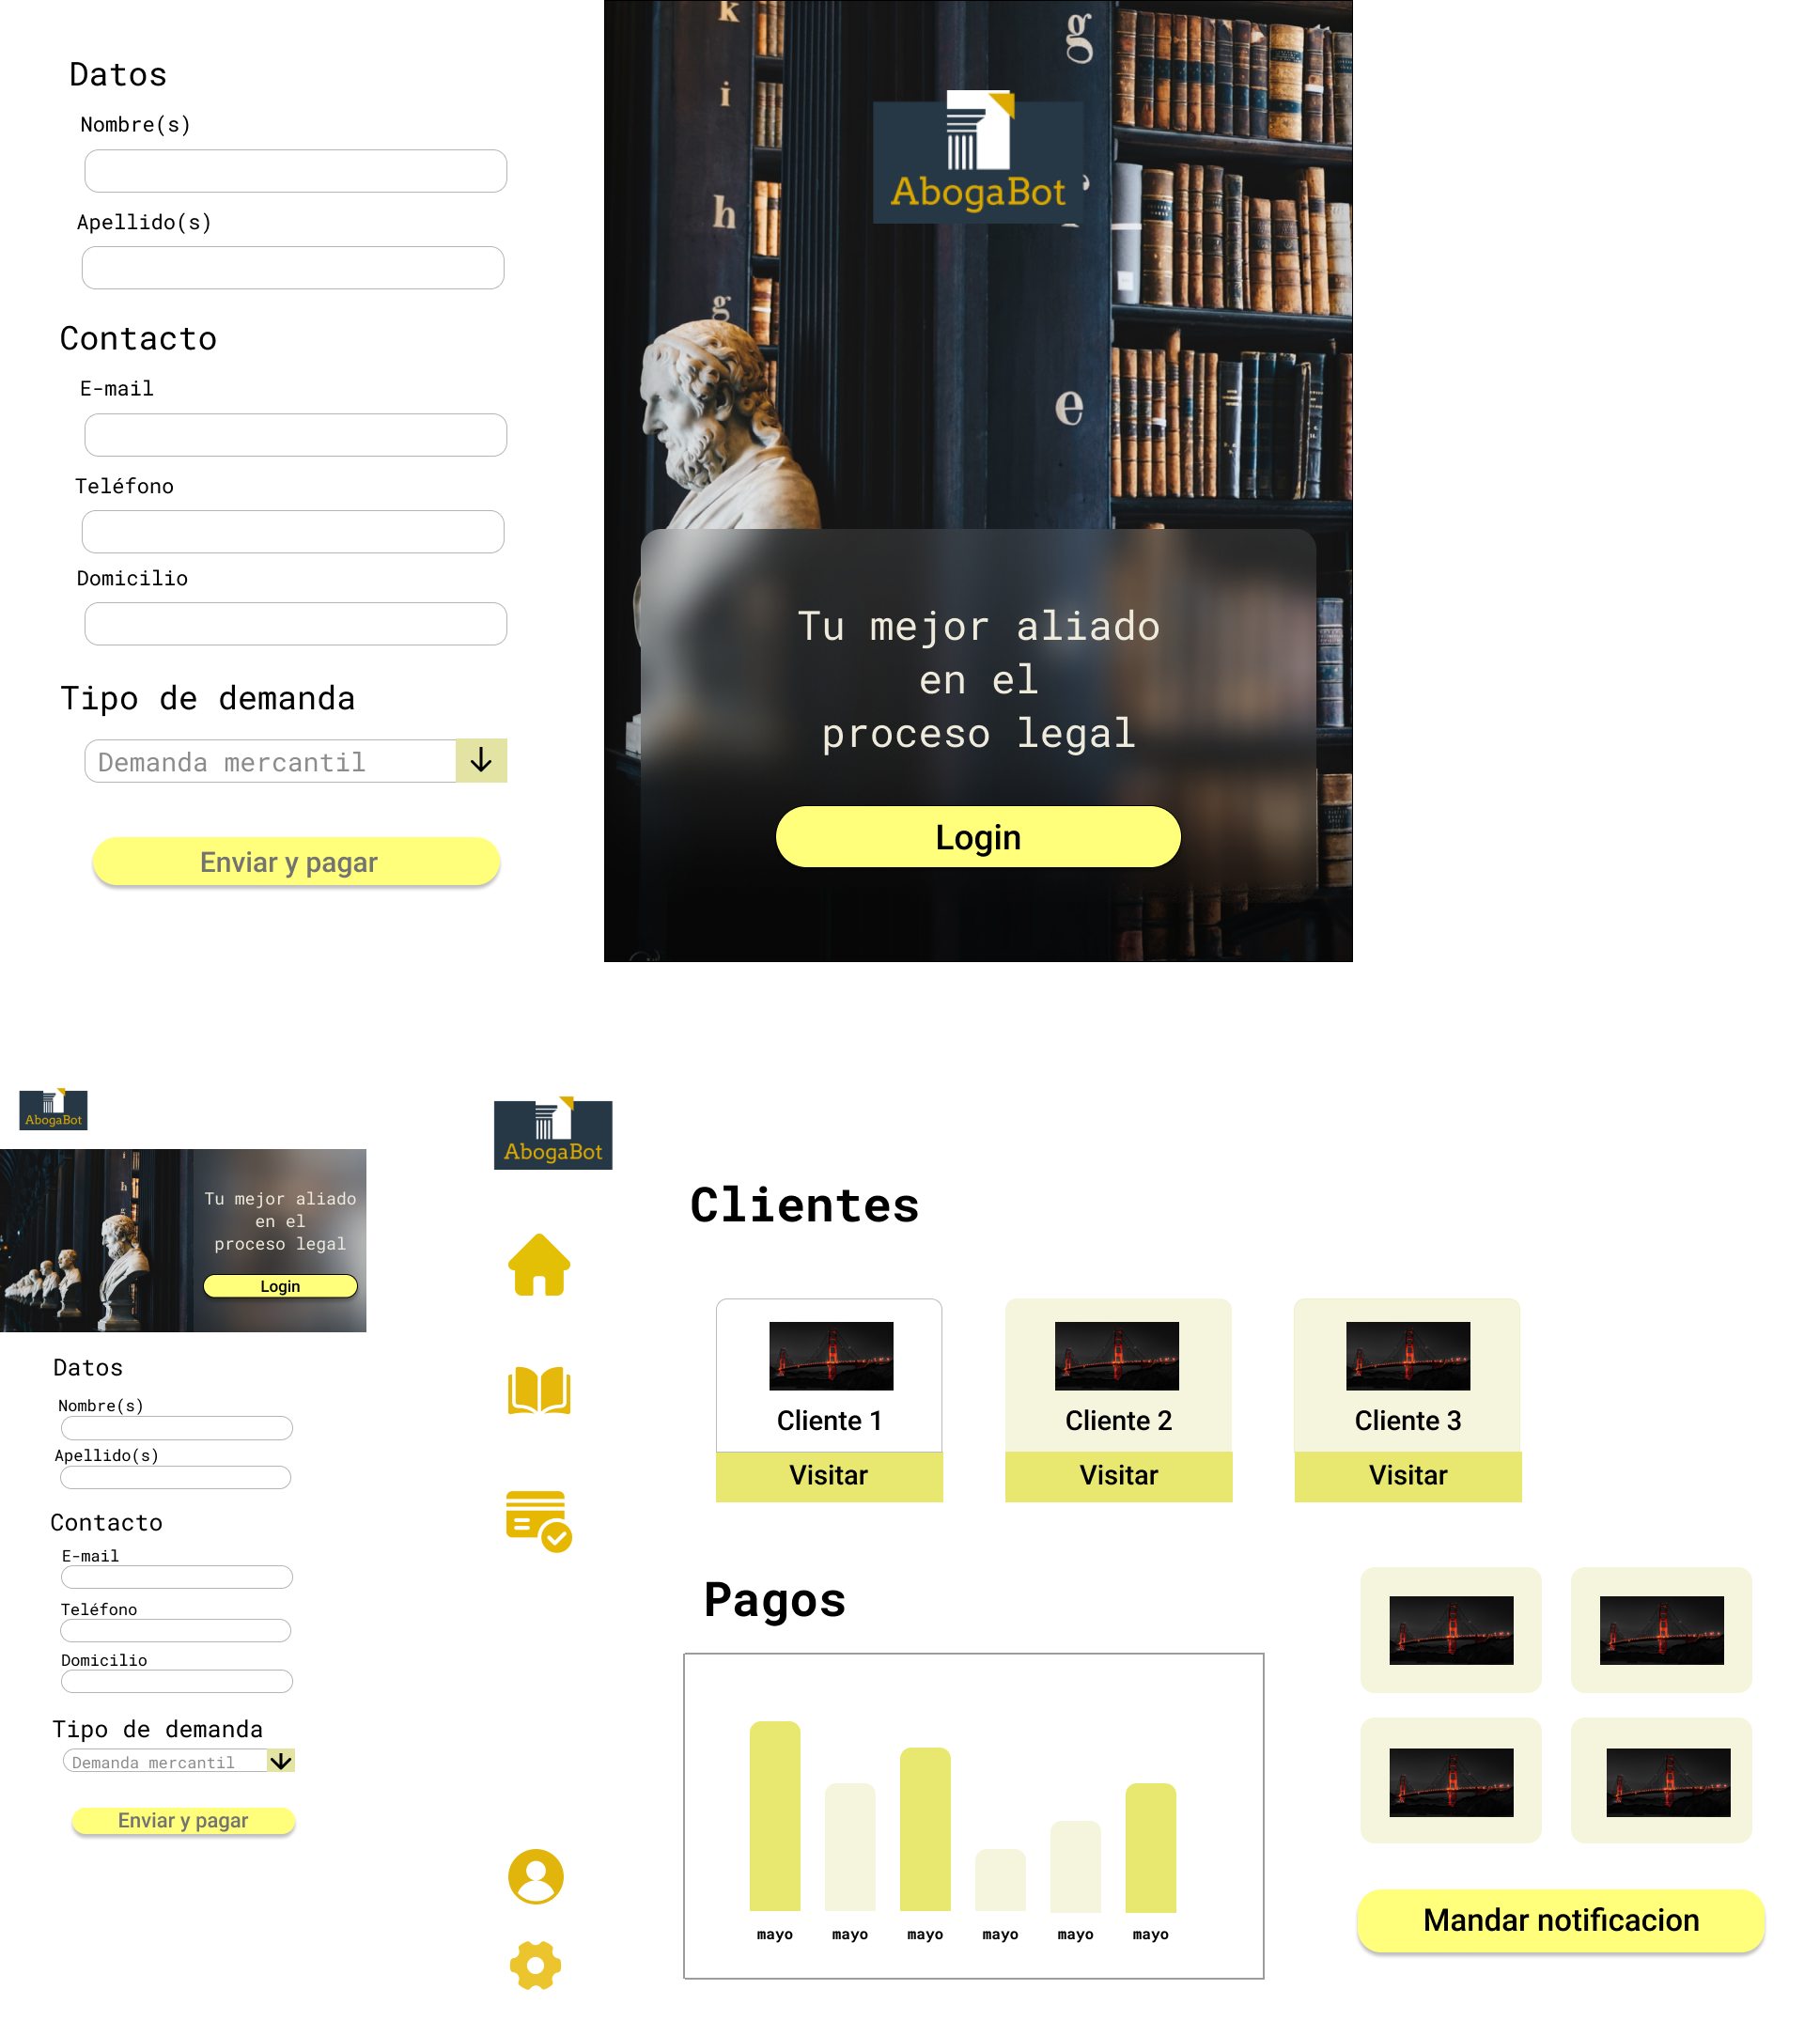 Datos
Nombre(s)
Apellido(s)
Contacto
E-mail
Teléfono
Domicilio
Tipo de demanda
Demanda mercantil
Enviar y pagar
k
g
i
h
g
e
AbogaBot
Tu mejor aliado
en el
proceso legal
Login
AbogaBot
h
Tu mejor aliado
en el
proceso legal
Login
Datos
Nombre(s)
Apellido(s)
Contacto
E-mail
Teléfono
Domicilio
Tipo de demanda
Demanda mercantil
Enviar y pagar
AbogaBot
Clientes
Cliente 1
Cliente 2
Cliente 3
Visitar
Visitar
Visitar
Pagos
mayo
mayo
mayo
mayo
mayo
mayo
Mandar notificacion